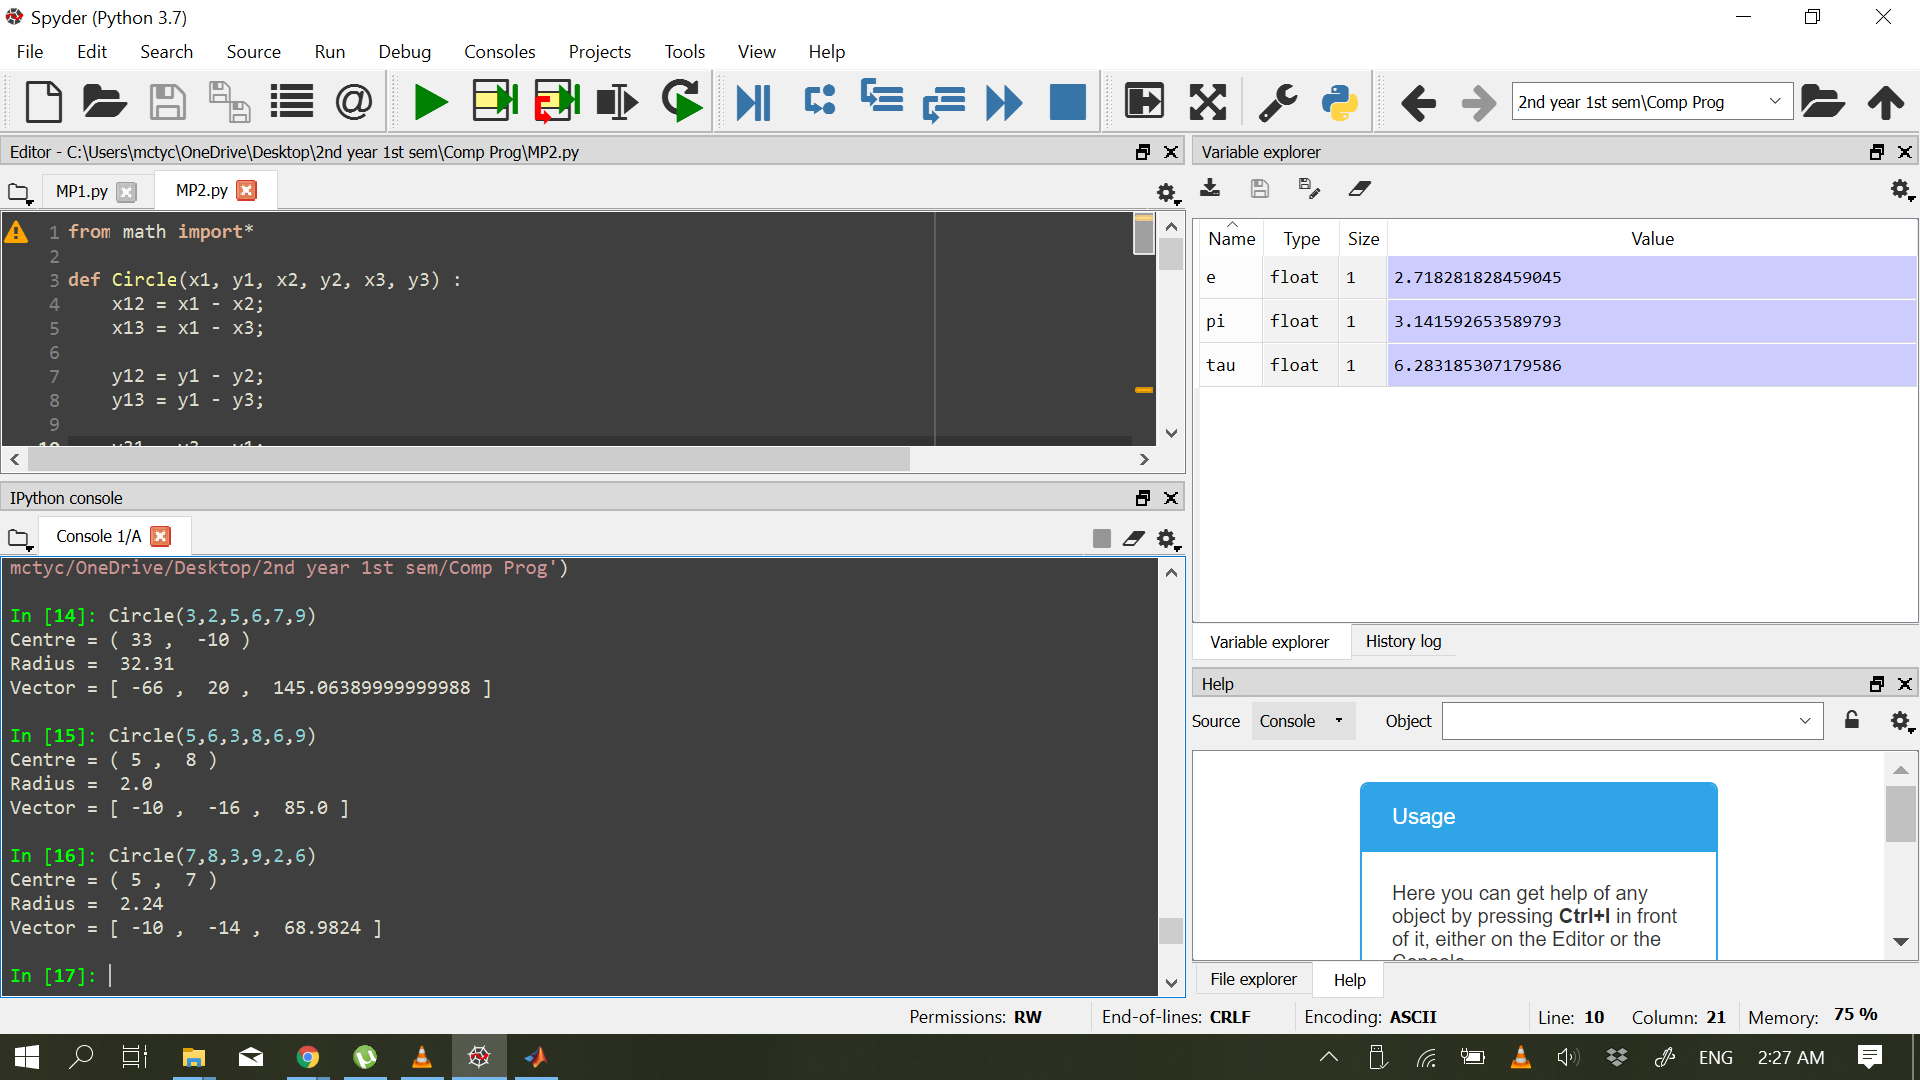 Spyder (Python 3.7)
File Edit Search Source Run Debug Consoles Projects Tools View Help
2nd year 1st sem\Comp Prog
Editor - C:\Users\mctyc\OneDrive\Desktop\2nd year 1st sem\Comp Prog\MP2.py
MP1.py MP2.py
1 from math import*
2
3 def Circle(x1, y1, x2, y2, x3, y3) :
4 x12 = x1 - x2;
5 x13 = x1 - x3;
6
7 y12 = y1 - y2;
8 y13 = y1 - y3;
9
IPython console
Console 1/A
mctyc/OneDrive/Desktop/2nd year 1st sem/Comp Prog')
In [14]: Circle(3,2,5,6,7,9)
Centre = ( 33 ,  -10 )
Radius =  32.31
Vector = [ -66 ,  20 ,  145.06389999999988 ]
In [15]: Circle(5,6,3,8,6,9)
Centre = ( 5 ,  8 )
Radius =  2.0
Vector = [ -10 ,  -16 ,  85.0 ]
In [16]: Circle(7,8,3,9,2,6)
Centre = ( 5 ,  7 )
Radius =  2.24
Vector = [ -10 ,  -14 ,  68.9824 ]
In [17]:
Variable explorer
Name Type Size Value
e float 1 2.718281828459045
pi float 1 3.141592653589793
tau float 1 6.283185307179586
Variable explorer History log
Help
Source Console Object
Usage
Here you can get help of any
object by pressing Ctrl+I in front
of it, either on the Editor or the
File explorer Help
Permissions: RW End-of-lines: CRLF Encoding: ASCII Line: 10 Column: 21 Memory: 75 %
ENG 2:27 AM